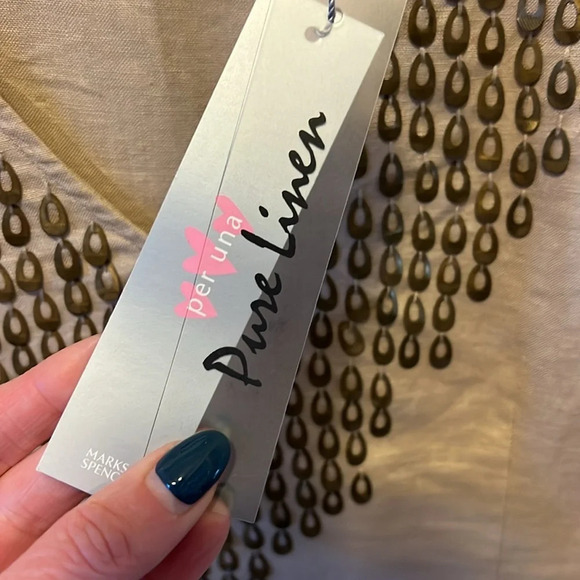 per una
Pure Linen
MARKS
SPENC